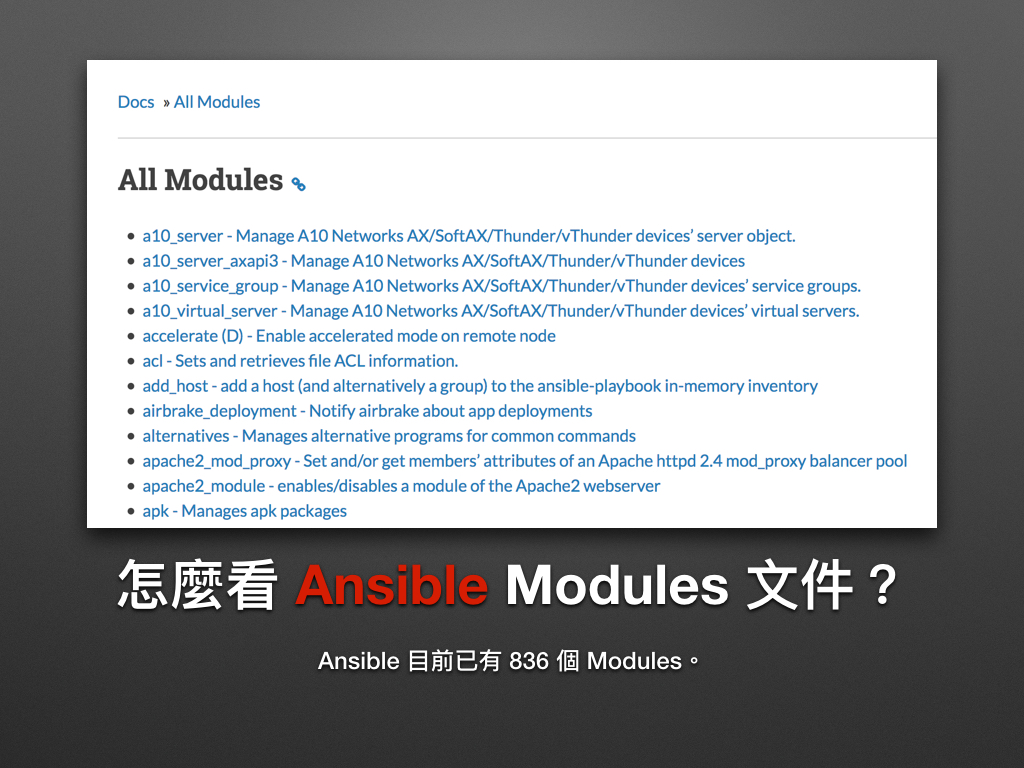 Docs » All Modules
All Modules
• a10_server - Manage A10 Networks AX/SoftAX/Thunder/vThunder devices’ server object.
• a10_server_axapi3 - Manage A10 Networks AX/SoftAX/Thunder/vThunder devices
• a10_service_group - Manage A10 Networks AX/SoftAX/Thunder/vThunder devices’ service groups.
• a10_virtual_server - Manage A10 Networks AX/SoftAX/Thunder/vThunder devices’ virtual servers.
• accelerate (D) - Enable accelerated mode on remote node
• acl - Sets and retrieves file ACL information.
• add_host - add a host (and alternatively a group) to the ansible-playbook in-memory inventory
• airbrake_deployment - Notify airbrake about app deployments
• alternatives - Manages alternative programs for common commands
• apache2_mod_proxy - Set and/or get members’ attributes of an Apache httpd 2.4 mod_proxy balancer pool
• apache2_module - enables/disables a module of the Apache2 webserver
• apk - Manages apk packages
怎麼看 Ansible Modules 文件？
Ansible 目前已有 836 個 Modules。